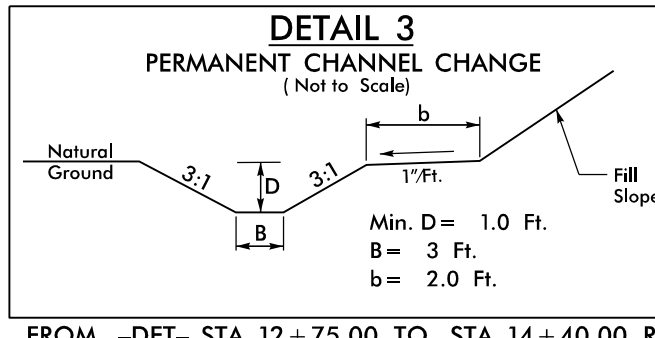 DETAIL 3
PERMANENT CHANNEL CHANGE
( Not to Scale)
b
Natural
Ground
3:1
D
3:1
1"/Ft.
Fill
Slope
B
Min. D = 1.0 Ft.
B = 3 Ft.
b = 2.0 Ft.
FROM -DET- STA 12+75.00 TO STA 14+40.00 R